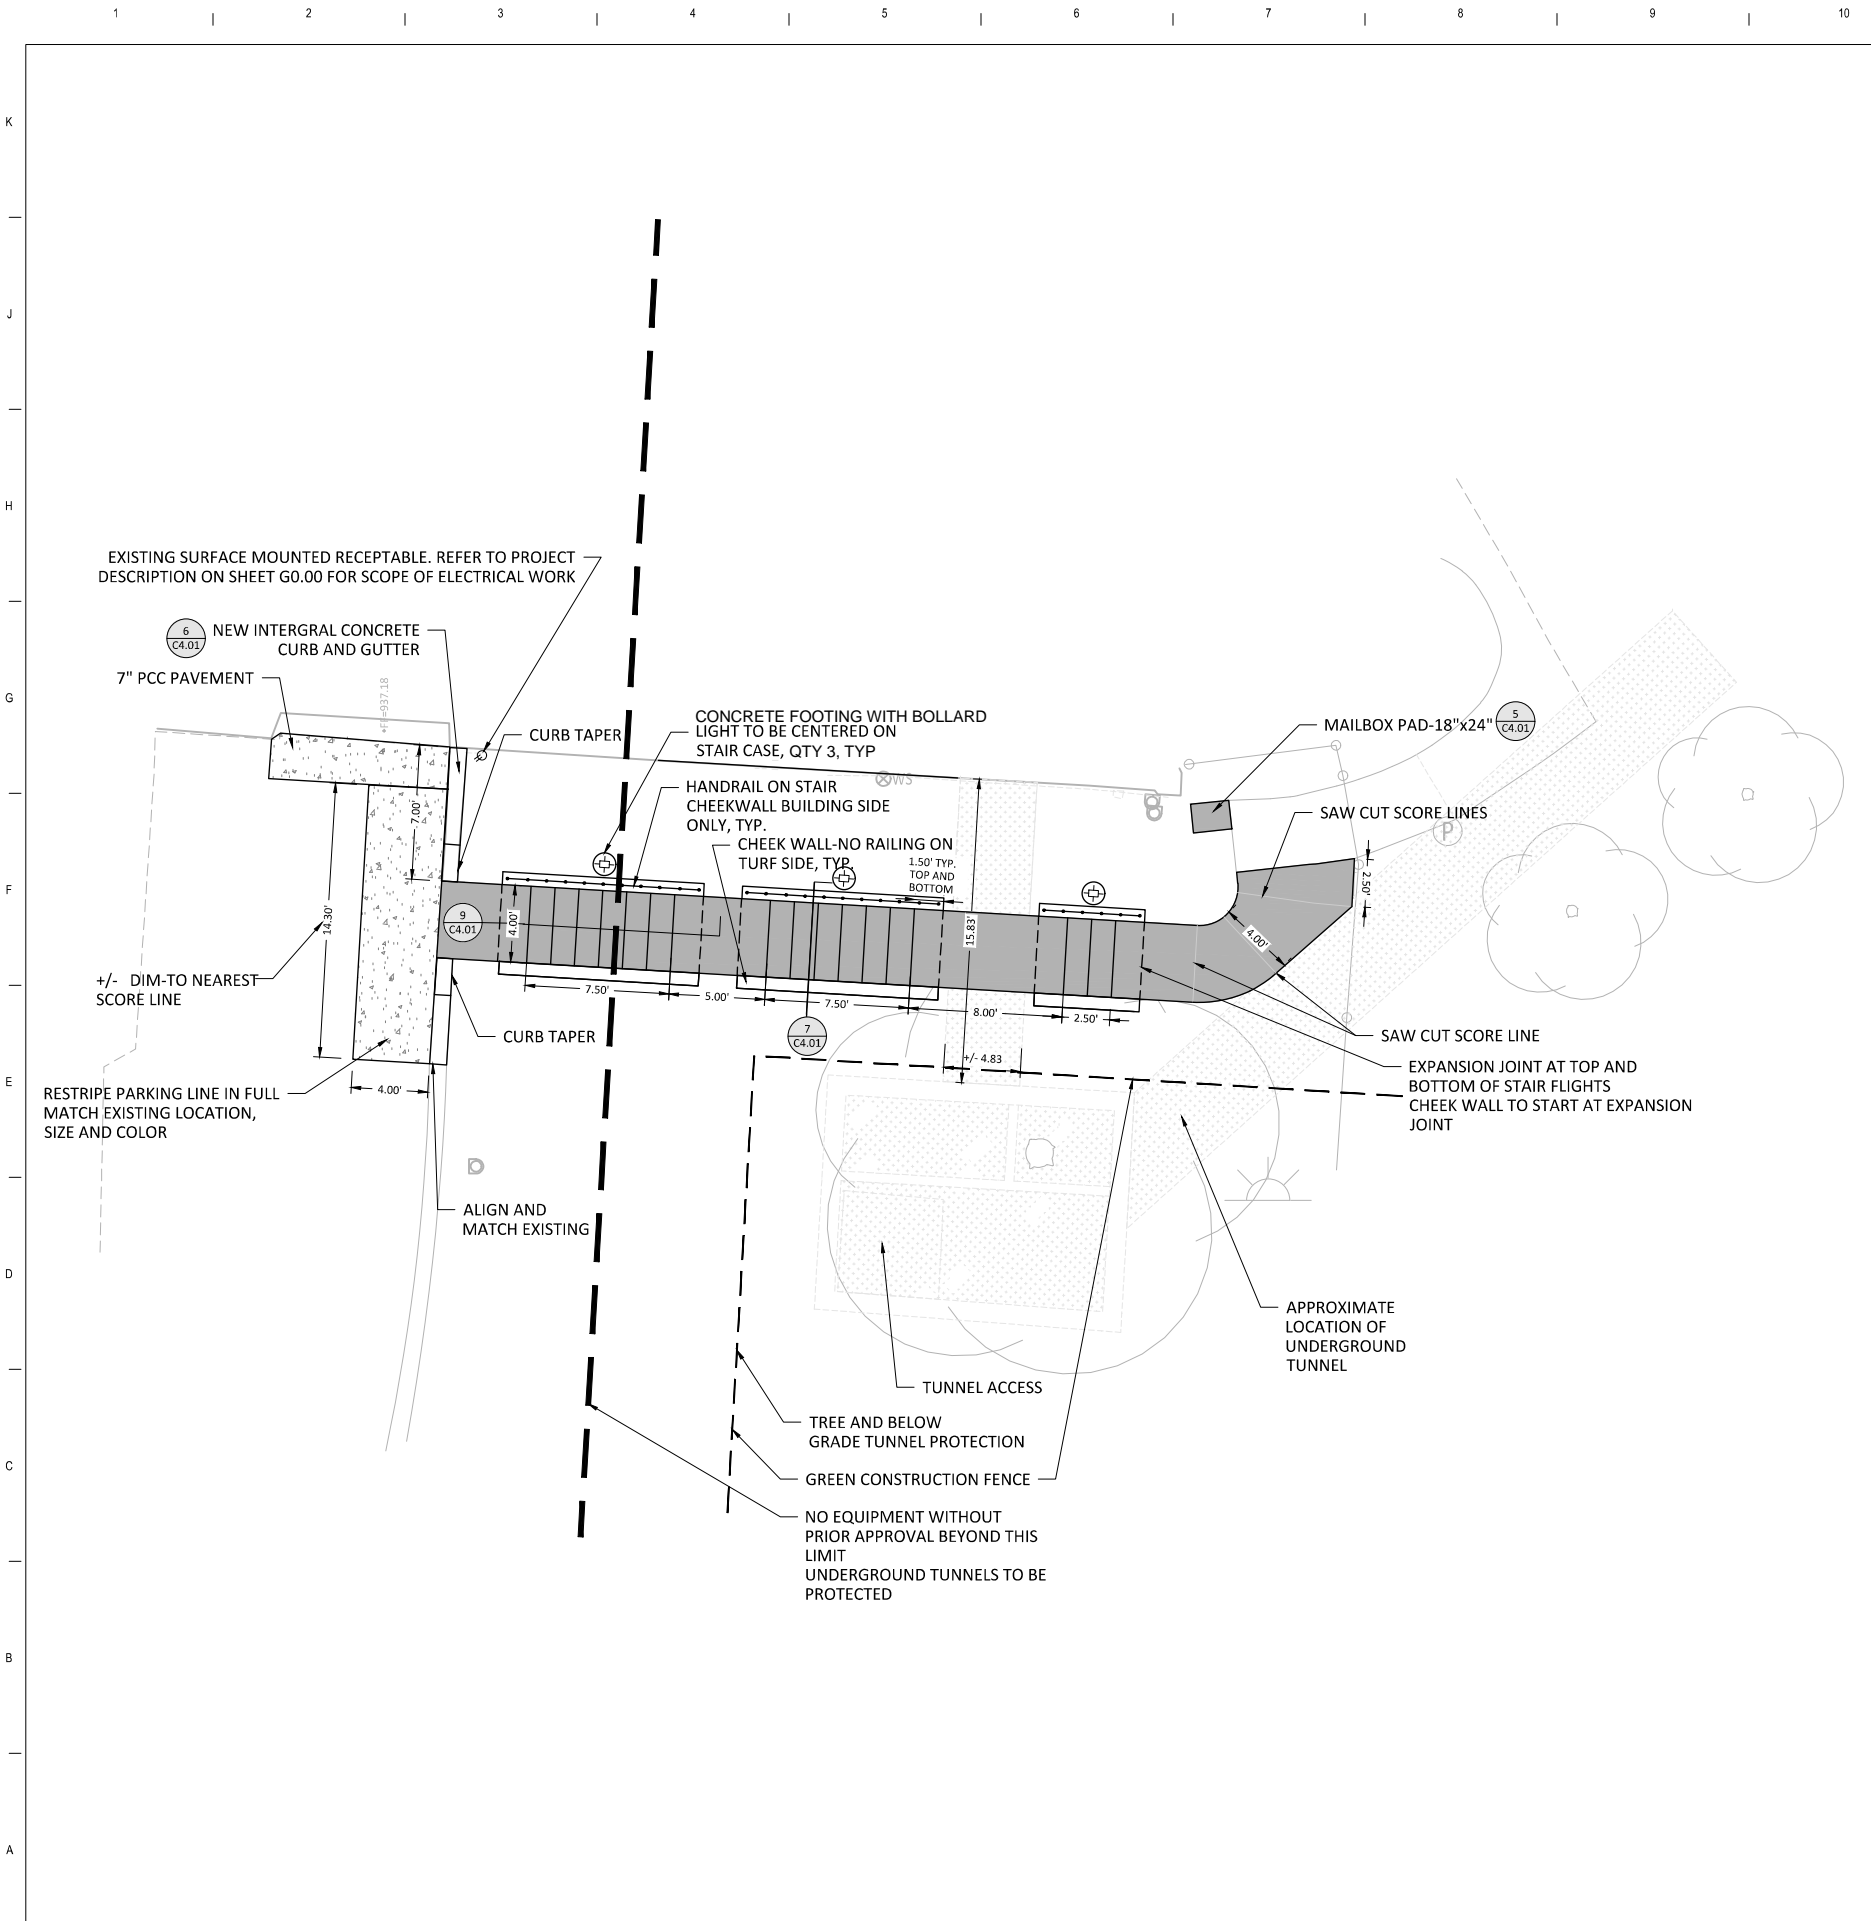 1 2 3 4 5 6 7 8 9 10
K
J
H
G
F
E
D
C
B
A
EXISTING SURFACE MOUNTED RECEPTABLE. REFER TO PROJECT
DESCRIPTION ON SHEET G0.00 FOR SCOPE OF ELECTRICAL WORK
6
C4.01
NEW INTERGRAL CONCRETE
CURB AND GUTTER
7" PCC PAVEMENT
FF=937.18
CURB TAPER
CONCRETE FOOTING WITH BOLLARD
LIGHT TO BE CENTERED ON
STAIR CASE, QTY 3, TYP
HANDRAIL ON STAIR
CHEEKWALL BUILDING SIDE
ONLY, TYP.
CHEEK WALL-NO RAILING ON
TURF SIDE, TYP.
1.50' TYP.
TOP AND
BOTTOM
WS
MAILBOX PAD-18"x24"
5
C4.01
SAW CUT SCORE LINES
P
7.00'
14.30'
9
C4.01
4.00'
15.83'
4.00'
2.50'
+/- DIM-TO NEAREST
SCORE LINE
7.50'
5.00'
7.50'
8.00'
2.50'
CURB TAPER
7
C4.01
+/- 4.83
SAW CUT SCORE LINE
EXPANSION JOINT AT TOP AND
BOTTOM OF STAIR FLIGHTS
CHEEK WALL TO START AT EXPANSION
JOINT
4.00'
RESTRIPE PARKING LINE IN FULL
MATCH EXISTING LOCATION,
SIZE AND COLOR
D
ALIGN AND
MATCH EXISTING
APPROXIMATE
LOCATION OF
UNDERGROUND
TUNNEL
TUNNEL ACCESS
TREE AND BELOW
GRADE TUNNEL PROTECTION
GREEN CONSTRUCTION FENCE
NO EQUIPMENT WITHOUT
PRIOR APPROVAL BEYOND THIS
LIMIT
UNDERGROUND TUNNELS TO BE
PROTECTED